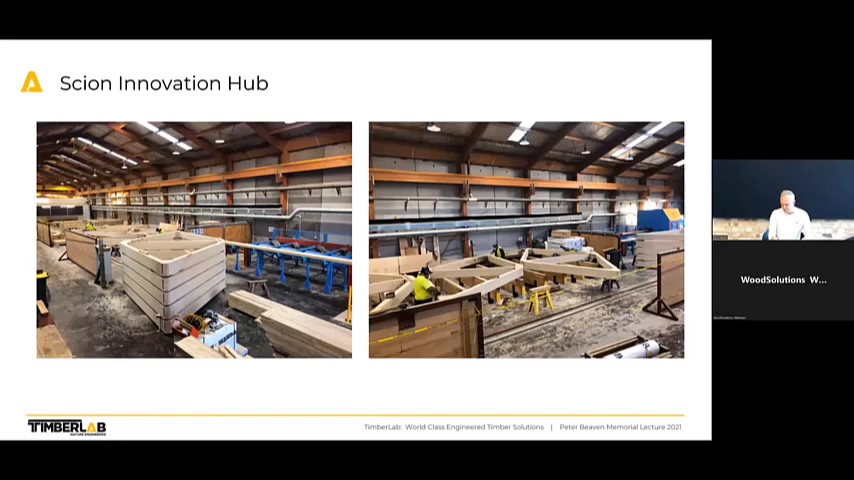 Scion Innovation Hub
WoodSolutions W...
TIMBERLAB
TimberLab: World Class Engineered Timber Solutions | Peter Beaven Memorial Lecture 2021